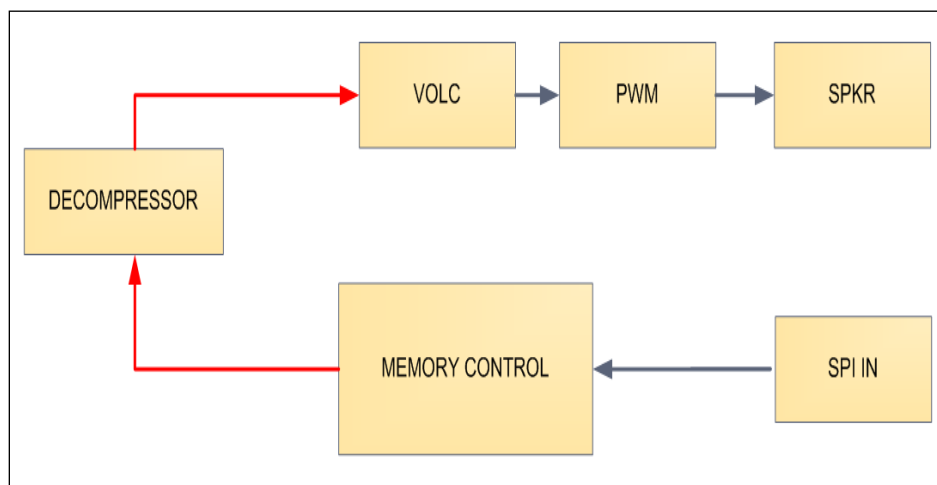 VOLC
PWM
SPKR
DECOMPRESSOR
MEMORY CONTROL
SPI IN